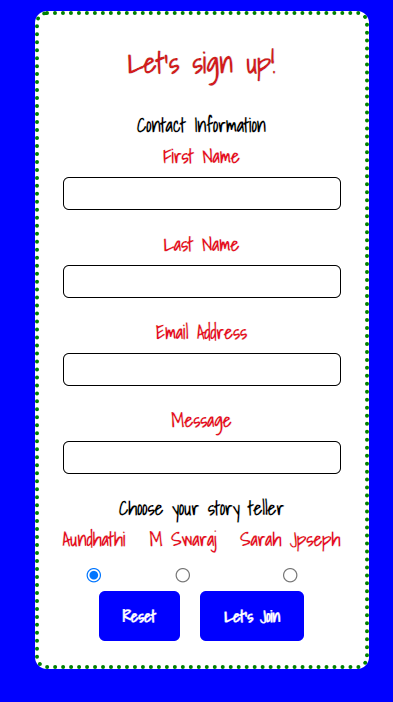 Let's sign up!
Contact Information
First Name
Last Name
Email Address
Message
Choose your story teller
Aundhathi M Swaraj Sarah Jpseph
Reset Let's Join